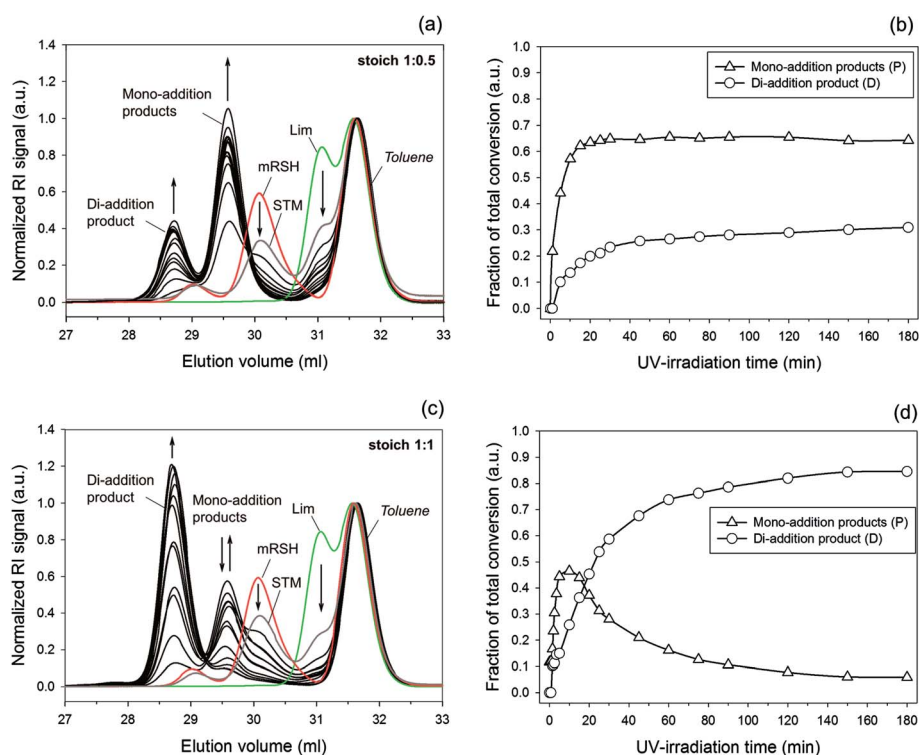 (a)
stoich 1:0.5
Mono-addition
products
Di-addition
product
mRSH
STM
Lim
Toluene
Normalized RI signal (a.u.)
1.4
1.2
1.0
0.8
0.6
0.4
0.2
0.0
27 28 29 30 31 32 33
Elution volume (ml)
(b)
Mono-addition products (P)
Di-addition product (D)
Fraction of total conversion
1.0
0.9
0.8
0.7
0.6
0.5
0.4
0.3
0.2
0.1
0.0
0 20 40 60 80 100 120 140 160 180
UV-irradiation time (min)
(c)
stoich 1:1
Di-addition
product
Mono-addition
products
mRSH
STM
Lim
Toluene
Normalized RI signal (a.u.)
1.4
1.2
1.0
0.8
0.6
0.4
0.2
0.0
27 28 29 30 31 32 33
Elution volume (ml)
(d)
Mono-addition products (P)
Di-addition product (D)
Fraction of total conversion
1.0
0.9
0.8
0.7
0.6
0.5
0.4
0.3
0.2
0.1
0.0
0 20 40 60 80 100 120 140 160 180
UV-irradiation time (min)